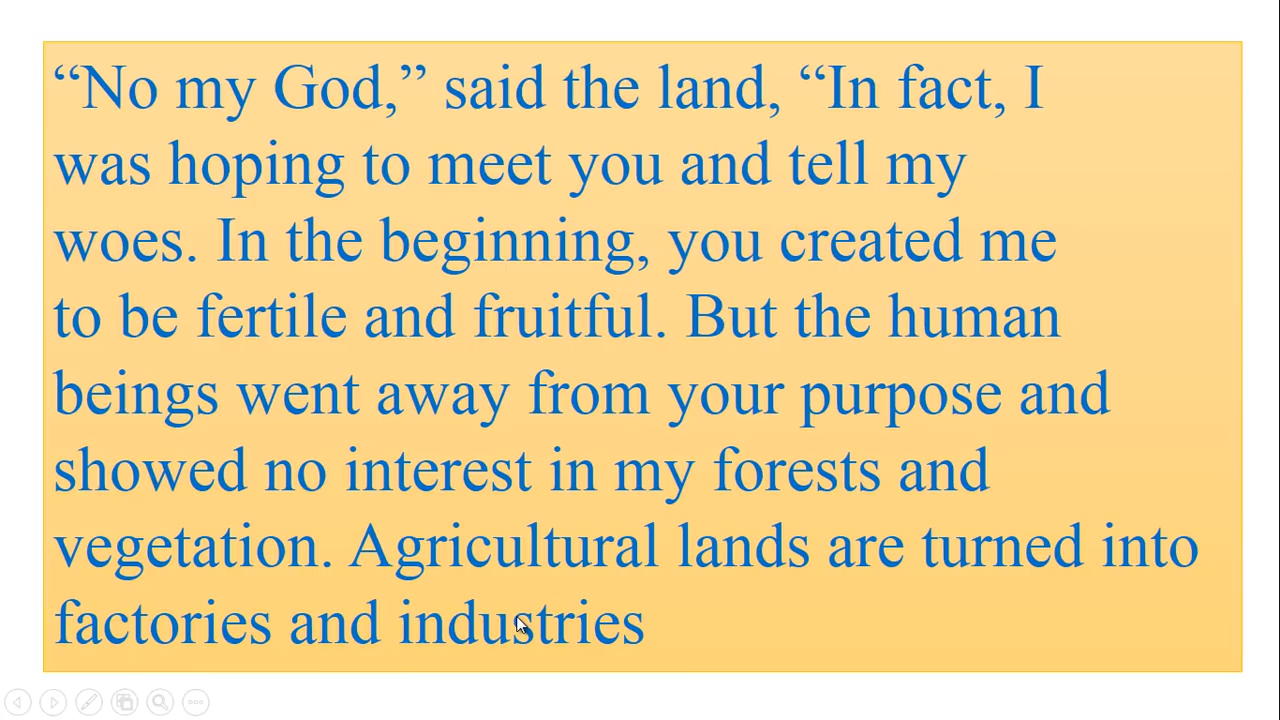 “No my God,” said the land, “In fact, I
was hoping to meet you and tell my
woes. In the beginning, you created me
to be fertile and fruitful. But the human
beings went away from your purpose and
showed no interest in my forests and
vegetation. Agricultural lands are turned into
factories and industries